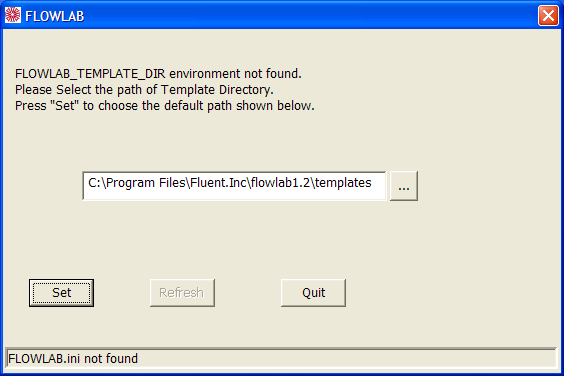 FLOWLAB
FLOWLAB_TEMPLATE_DIR environment not found.
Please Select the path of Template Directory.
Press "Set" to choose the default path shown below.
C:\Program Files\Fluent.Inc\flowlab1.2\templates
...
Set Refresh Quit
FLOWLAB.ini not found